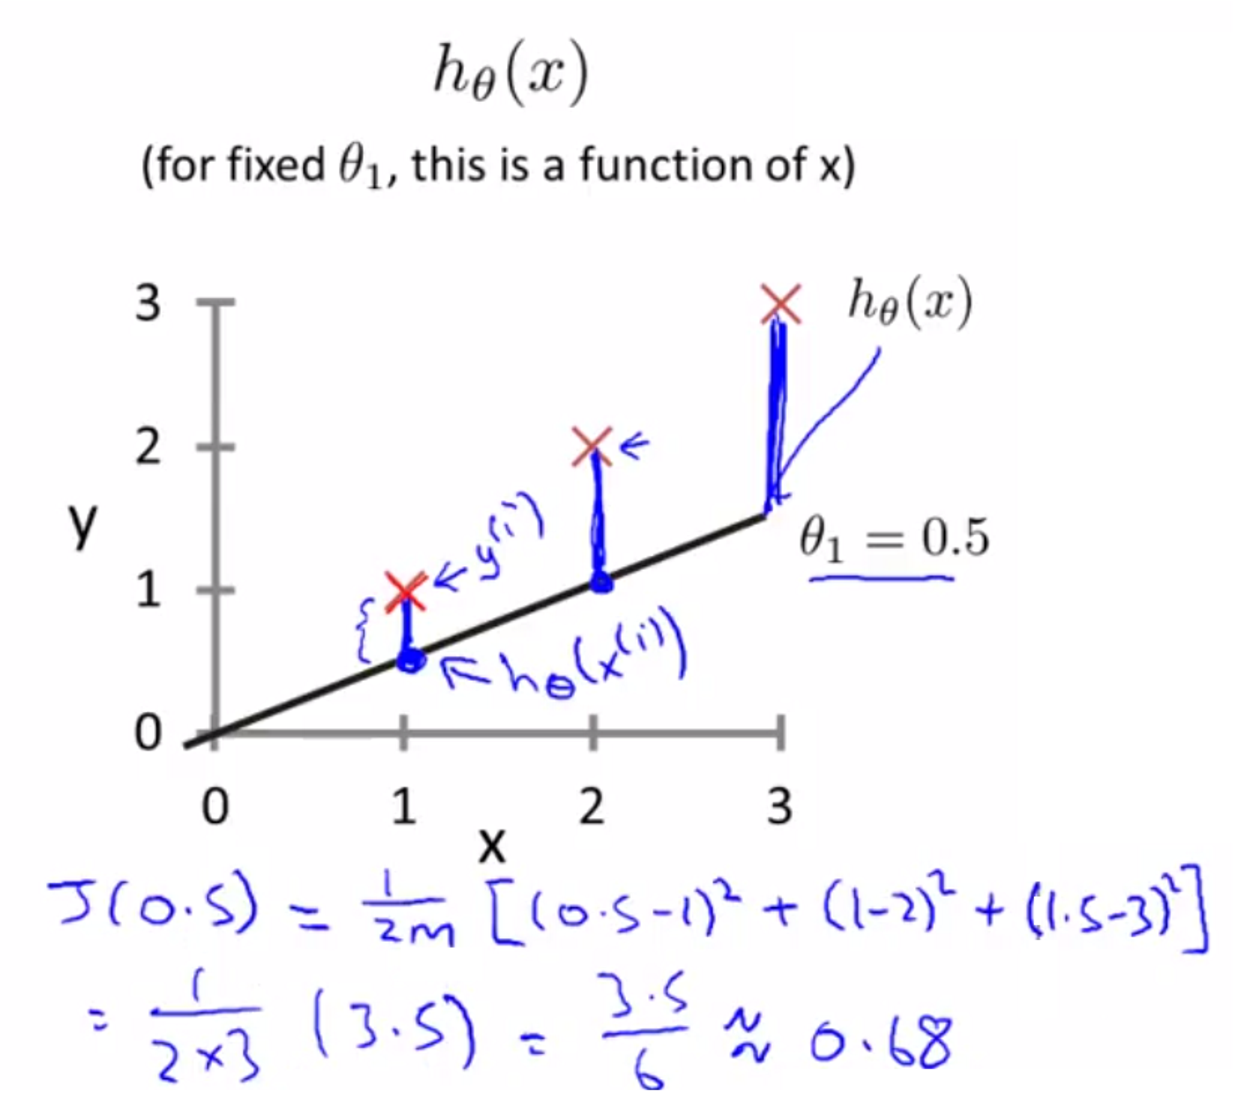 hθ(x)
(for fixed θ₁, this is a function of x)
3
hθ(x)
2
y
y⁽ⁱ⁾
θ₁ = 0.5
1
hθ(x⁽ⁱ⁾)
0
0 1 2 3
x
J(0.5) = 1/2m [(0.5-1)² + (1-2)² + (1.5-3)²]
= 1/2×3 (3.5) = 3.5/6 ≈ 0.68